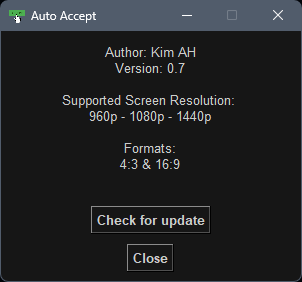 Auto Accept
Author: Kim AH
Version: 0.7
Supported Screen Resolution:
960p - 1080p - 1440p
Formats:
4:3 & 16:9
Check for update
Close